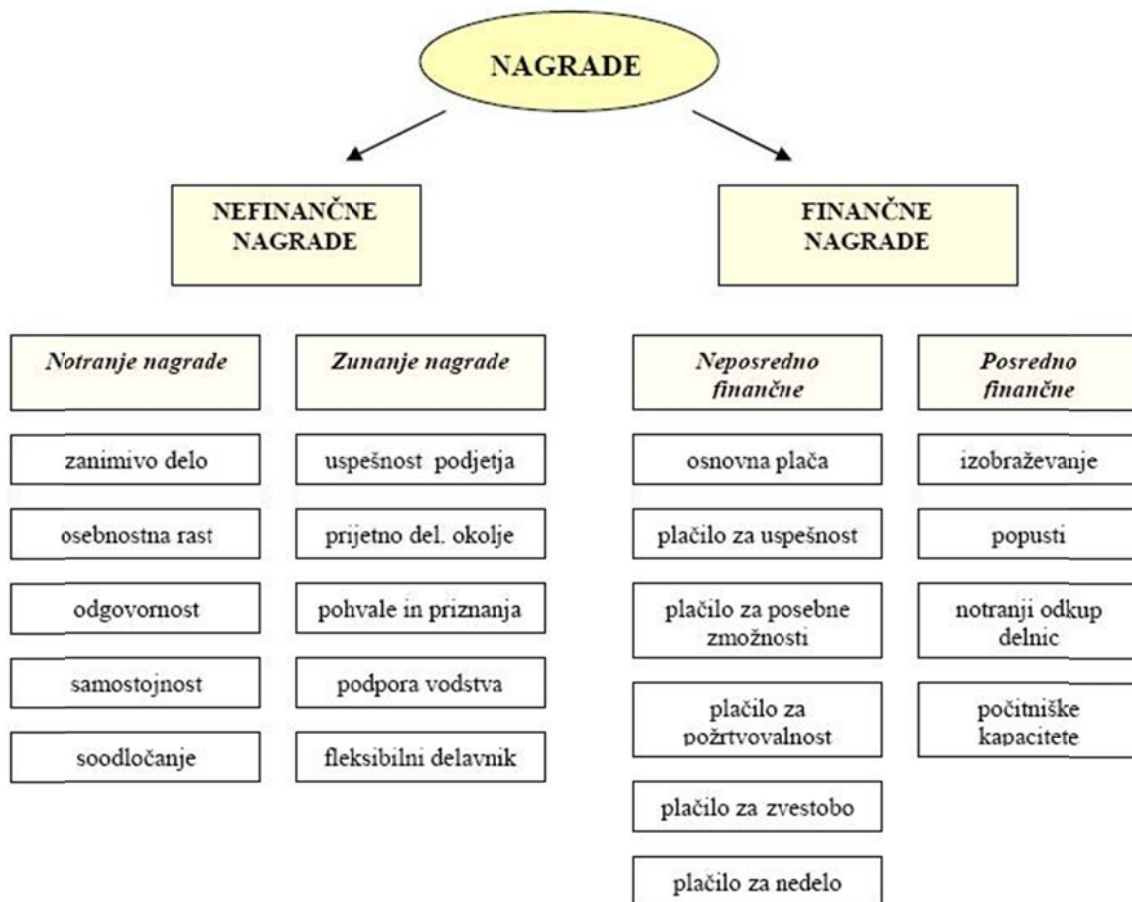 NAGRADE
NEFINANČNE
NAGRADE
FINANČNE
NAGRADE
Notranje nagrade
zanimivo delo
osebnostna rast
odgovornost
samostojnost
soodločanje
Zunanje nagrade
uspešnost podjetja
prijetno del. okolje
pohvale in priznanja
podpora vodstva
fleksibilni delavnik
Neposredno
finančne
osnovna plača
plačilo za uspešnost
plačilo za posebne
zmožnosti
plačilo za
požrtvovalnost
plačilo za zvestobo
plačilo za nedelo
Posredno
finančne
izobraževanje
popusti
notranji odkup
delnic
počitniške
kapacitete